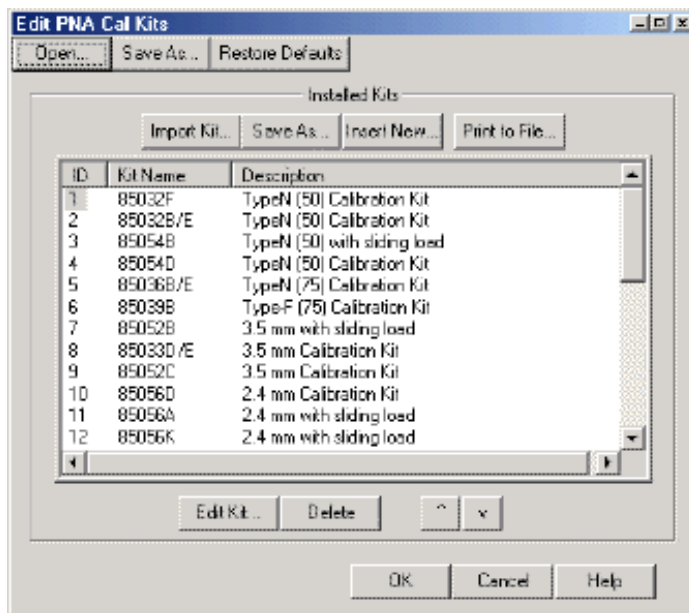 Edit PNA Cal Kits
Open... Save As... Restore Defaults
Installed Kits
Import Kit... Save As... Insert New... Print to File...
ID Kit Name Description
1 85032F TypeN (50) Calibration Kit
2 85032B/E TypeN (50) Calibration Kit
3 85054B TypeN (50) with sliding load
4 85054D TypeN (50) Calibration Kit
5 85036B/E TypeN (75) Calibration Kit
6 85039B Type-F (75) Calibration Kit
7 85052B 3.5 mm with sliding load
8 85033D/E 3.5 mm Calibration Kit
9 85052C 3.5 mm Calibration Kit
10 85056D 2.4 mm Calibration Kit
11 85056A 2.4 mm with sliding load
12 85056K 2.4 mm with sliding load
Edit Kit... Delete ^ v
OK Cancel Help